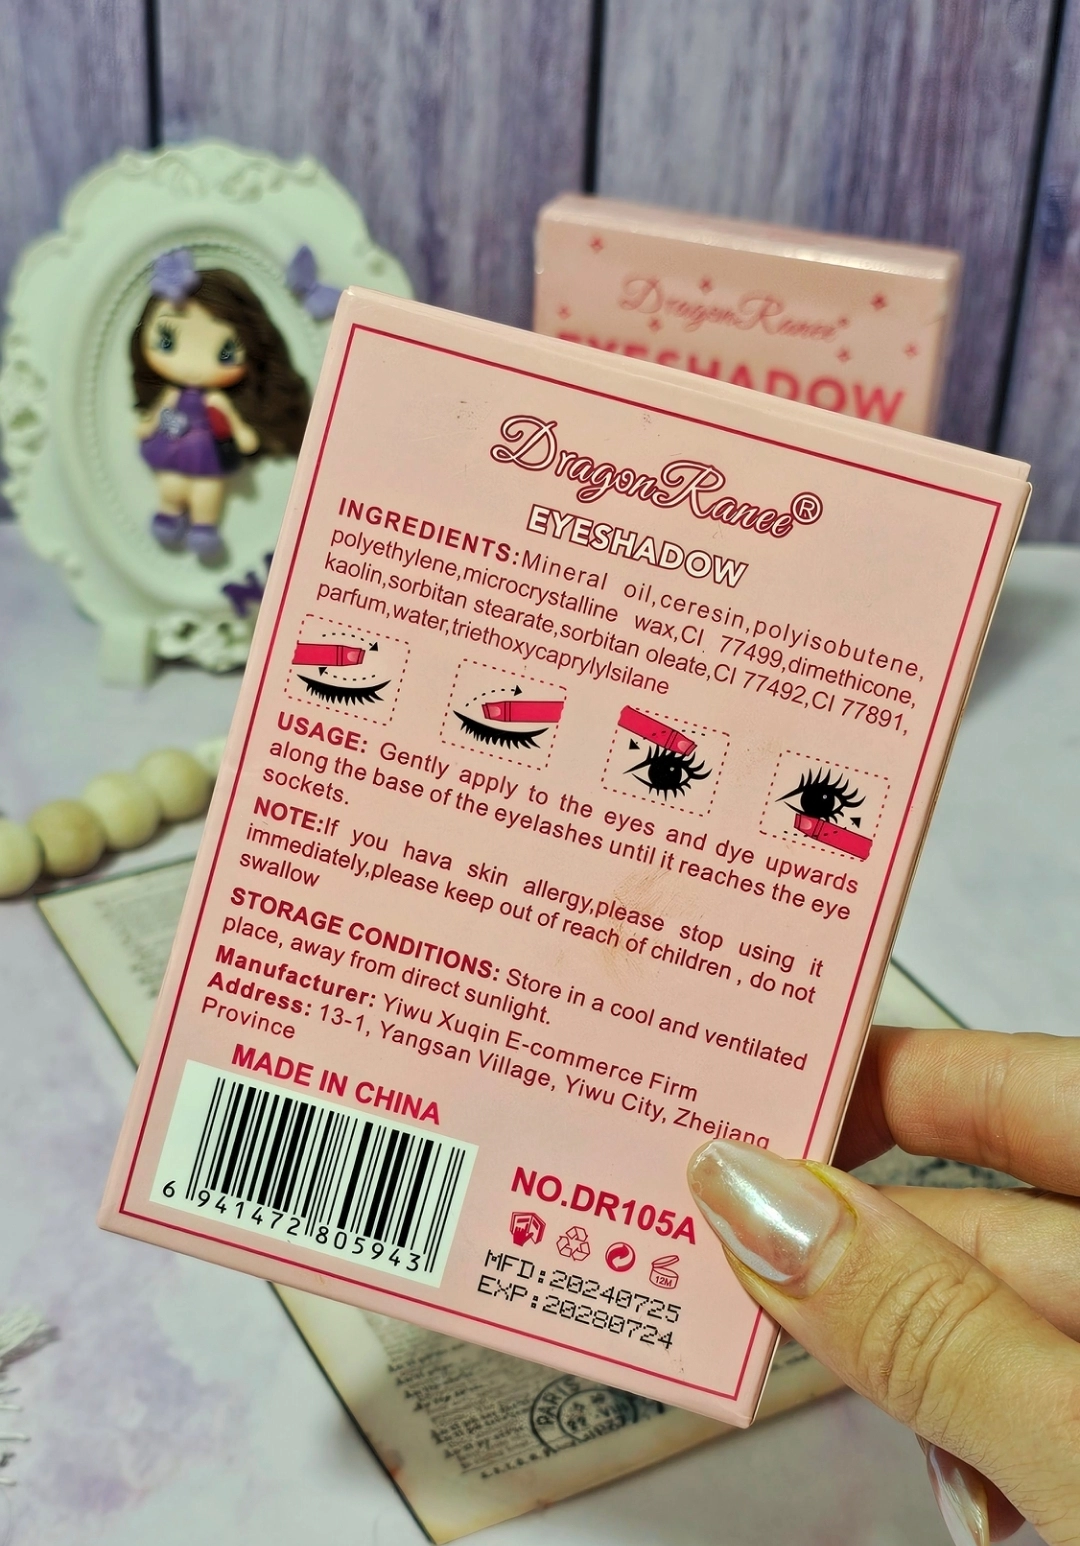 DragonRanee
EYESHADOW
DragonRanee®
EYESHADOW
INGREDIENTS:Mineral oil,ceresin,polyisobutene,
polyethylene,microcrystalline wax,CI 77499,dimethicone,
kaolin,sorbitan stearate,sorbitan oleate,CI 77492,CI 77891,
parfum,water,triethoxycaprylylsilane
USAGE: Gently apply to the eyes and dye upwards
along the base of the eyelashes until it reaches the eye
sockets.
NOTE:If you hava skin allergy,please stop using it
immediately,please keep out of reach of children , do not
swallow
STORAGE CONDITIONS: Store in a cool and ventilated
place, away from direct sunlight.
Manufacturer: Yiwu Xuqin E-commerce Firm
Address: 13-1, Yangsan Village, Yiwu City, Zhejiang
Province
MADE IN CHINA
6 941472 805943
NO.DR105A
12M
MFD:20240725
EXP:20280724
PARIS